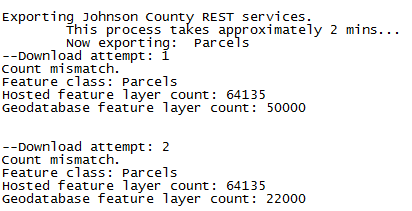 Exporting Johnson County REST services.
This process takes approximately 2 mins...
Now exporting:  Parcels
--Download attempt: 1
Count mismatch.
Feature class: Parcels
Hosted feature layer count: 64135
Geodatabase feature layer count: 50000
--Download attempt: 2
Count mismatch.
Feature class: Parcels
Hosted feature layer count: 64135
Geodatabase feature layer count: 22000